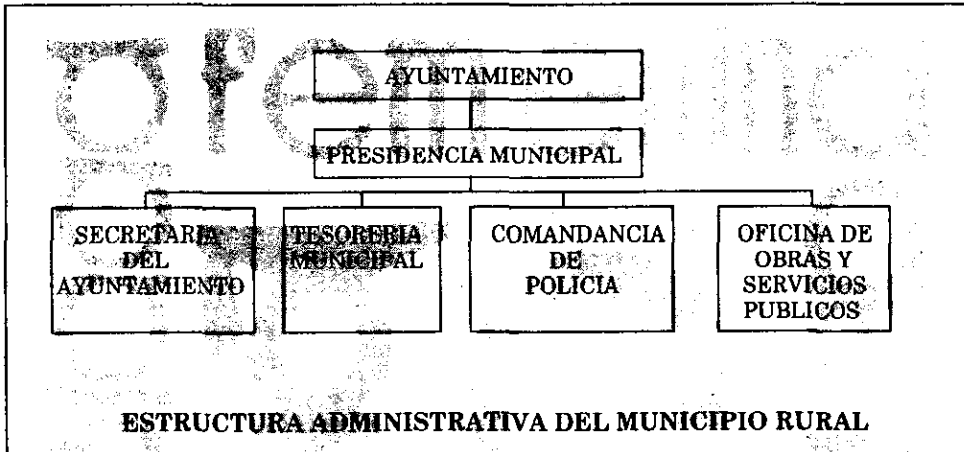 AYUNTAMIENTO
PRESIDENCIA MUNICIPAL
SECRETARIA
DEL
AYUNTAMIENTO
TESORERIA
MUNICIPAL
COMANDANCIA
DE
POLICIA
OFICINA DE
OBRAS Y
SERVICIOS
PUBLICOS
ESTRUCTURA ADMINISTRATIVA DEL MUNICIPIO RURAL